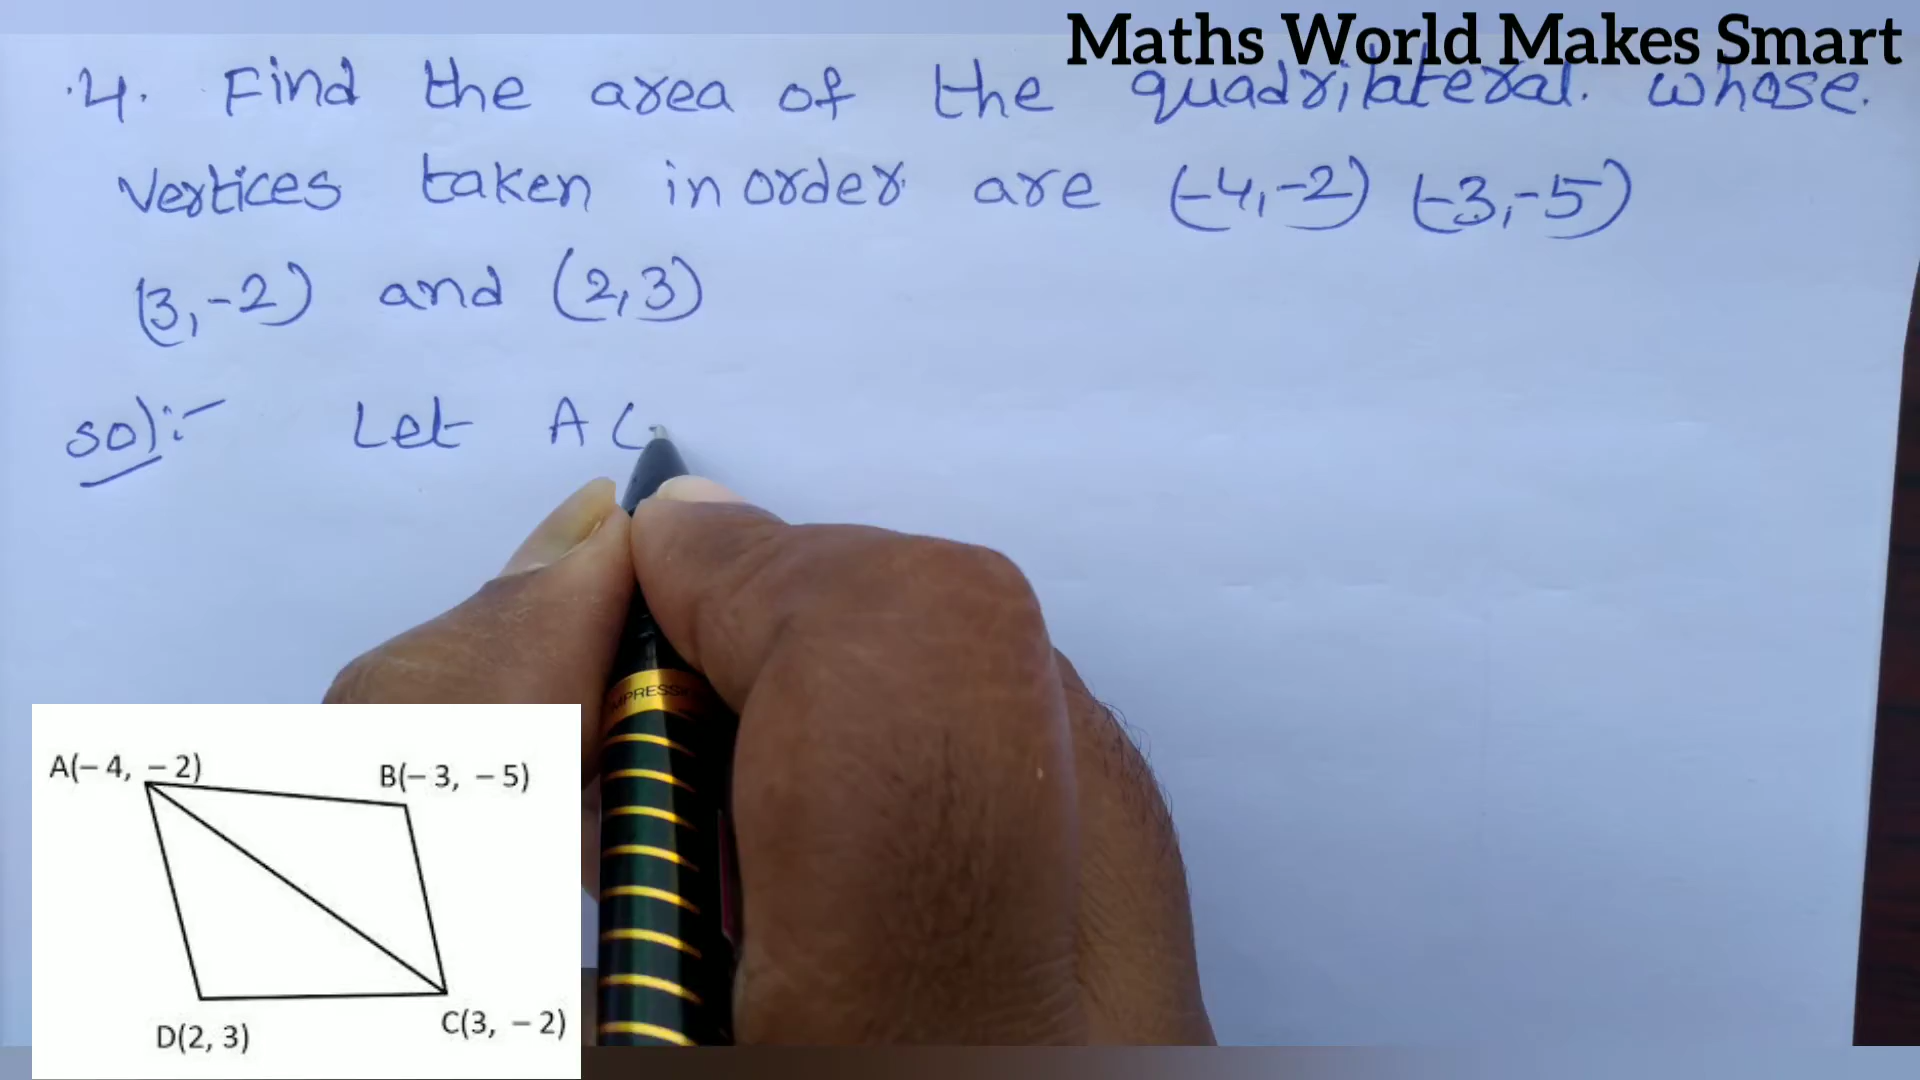 Maths World Makes Smart
4. Find the area of the quadrilateral. whose.
vertices taken in order are (-4,-2) (-3,-5)
(3,-2) and (2,3)
sol:- Let A (-
MPRESSI
A(– 4, – 2)
B(– 3, – 5)
D(2, 3)
C(3, – 2)